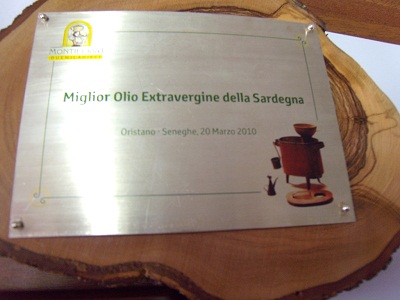 Miglior Olio Extravergine della Sardegna
Oristano - Seneghe, 20 Marzo 2010